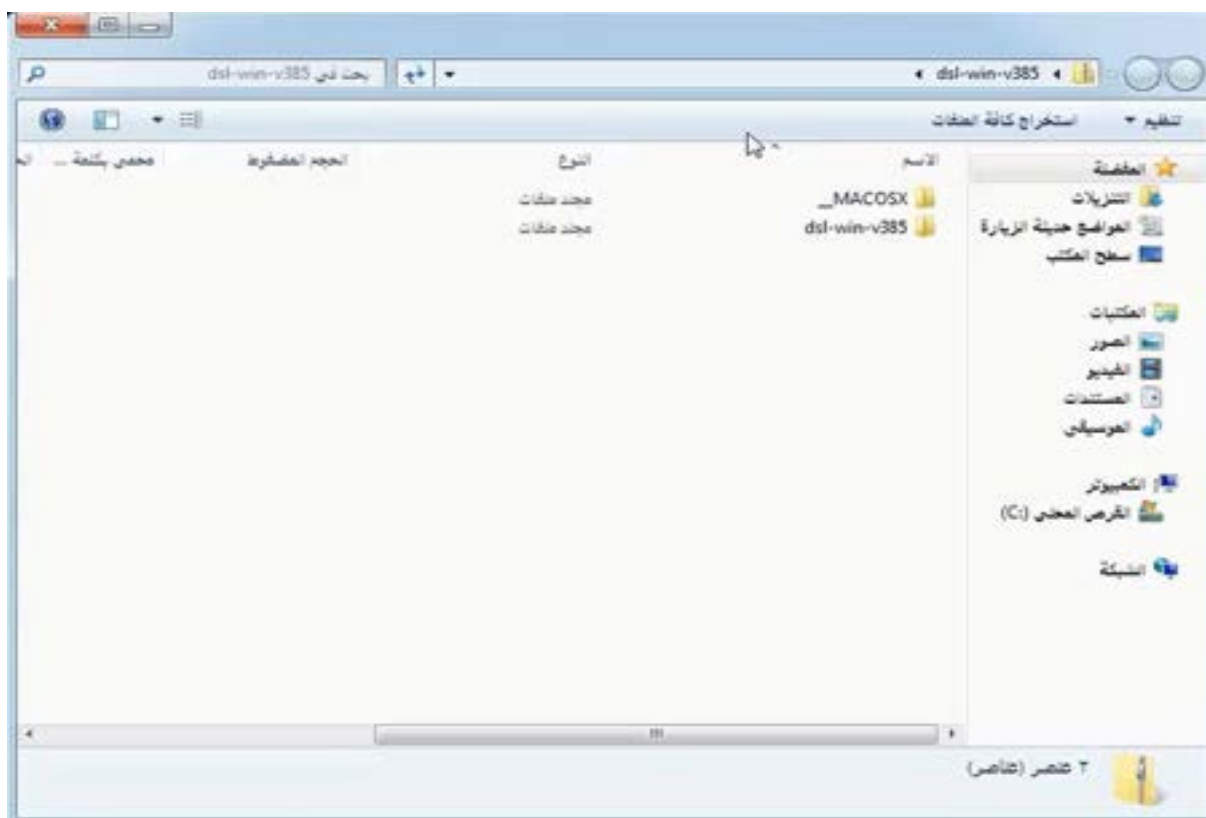 dsl-win-v385
بحث في dsl-win-v385
تنظيم
استخراج كافة الملفات
الاسم
النوع
الحجم المضغوط
محمي بكلمة ...
__MACOSX
مجلد ملفات
dsl-win-v385
مجلد ملفات
المفضلة
التنزيلات
المواضع حديثة الزيارة
سطح المكتب
المكتبات
الصور
الفيديو
المستندات
الموسيقى
الكمبيوتر
القرص المحلي (C:)
الشبكة
٢ عنصر (عناصر)